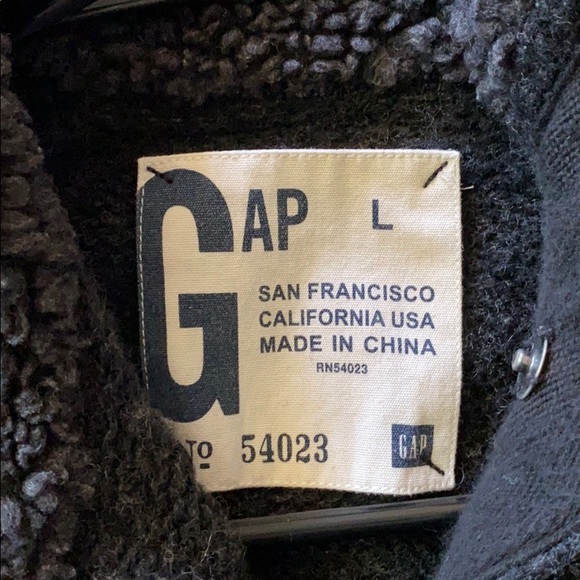 GAP L
SAN FRANCISCO
CALIFORNIA USA
MADE IN CHINA
RN54023
No 54023
GAP